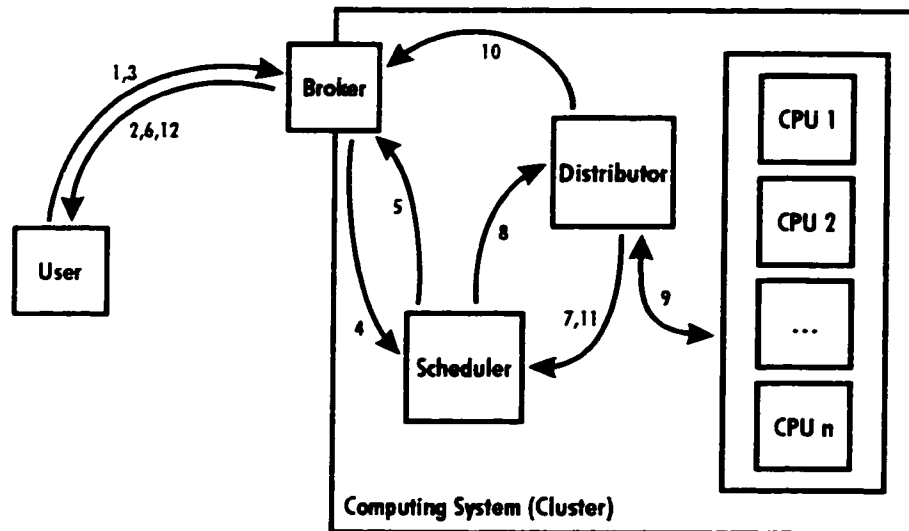 10
1,3
Broker
CPU 1
2,6,12
Distributor
5
8
CPU 2
User
9
4
7,11
...
Scheduler
CPU n
Computing System (Cluster)